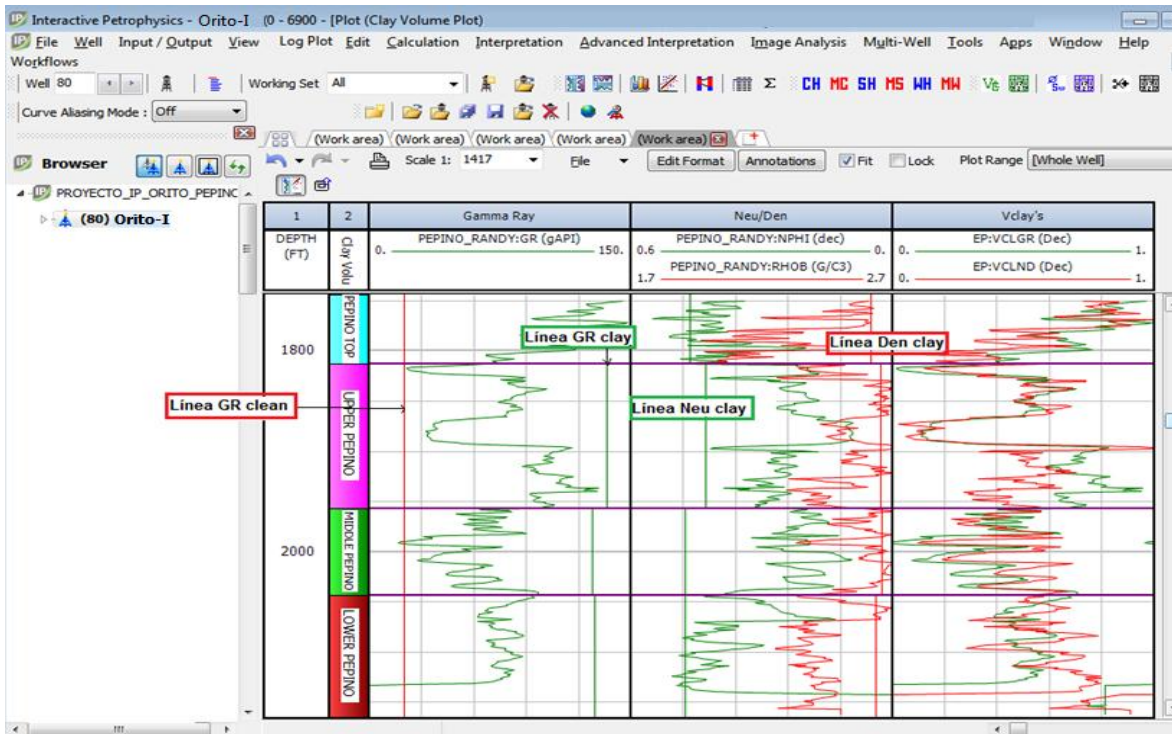 Interactive Petrophysics - Orito-I (0 - 6900 - [Plot (Clay Volume Plot)
File Well Input / Output View Log Plot Edit Calculation Interpretation Advanced Interpretation Image Analysis Multi-Well Tools Apps Window Help
Workflows
Well 80 Working Set All CH MC SH MS WH MW
Curve Aliasing Mode : Off
(Work area) (Work area) (Work area) (Work area) (Work area)
Browser Scale 1: 1417 File Edit Format Annotations Fit Lock Plot Range [Whole Well]
PROYECTO_IP_ORITO_PEPINC
(80) Orito-I
1 2 Gamma Ray Neu/Den Vclay's
DEPTH (FT)
Clay Volu
PEPINO_RANDY:GR (gAPI)
0. 150.
PEPINO_RANDY:NPHI (dec)
0.6 0.
PEPINO_RANDY:RHOB (G/C3)
1.7 2.7
EP:VCLGR (Dec)
0. 1.
EP:VCLND (Dec)
0. 1.
PEPINO TOP
1800
Línea GR clay
Línea Den clay
Línea GR clean
Línea Neu clay
UPPER PEPINO
MIDDLE PEPINO
2000
LOWER PEPINO